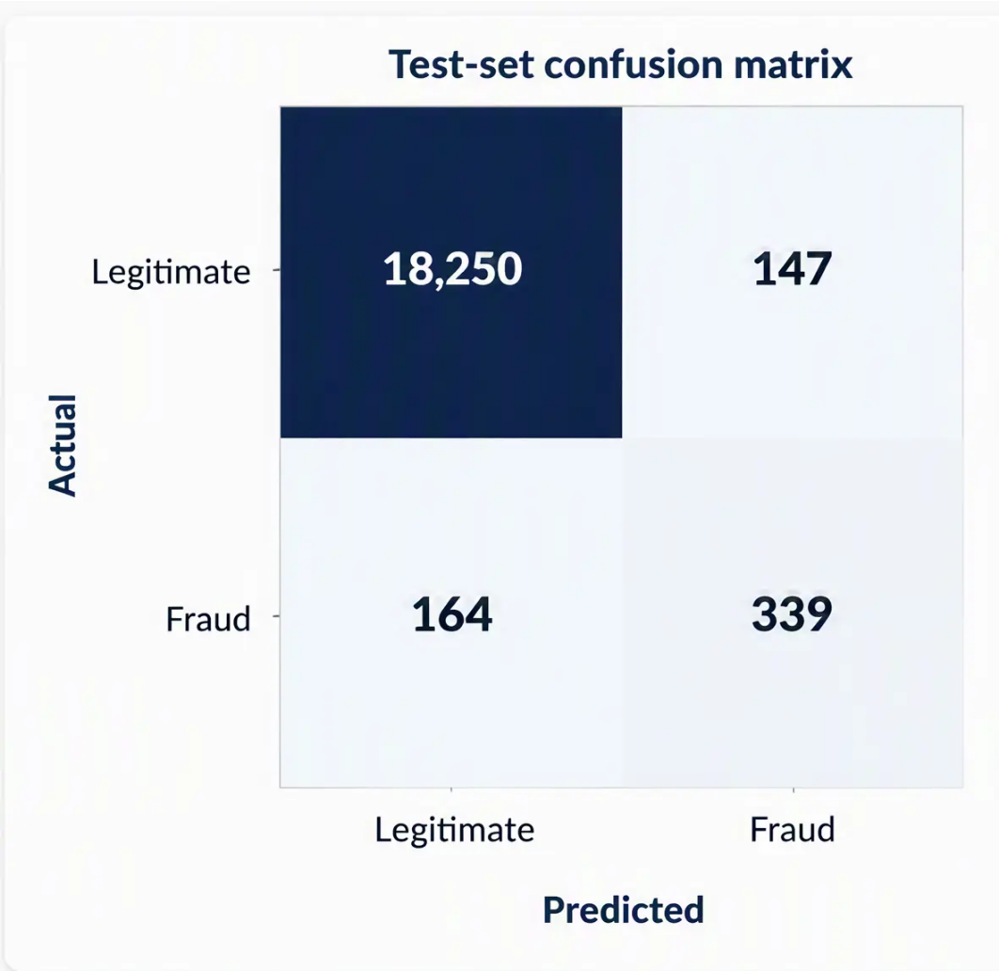 Test-set confusion matrix
Legitimate
18,250
147
Actual
Fraud
164
339
Legitimate
Fraud
Predicted